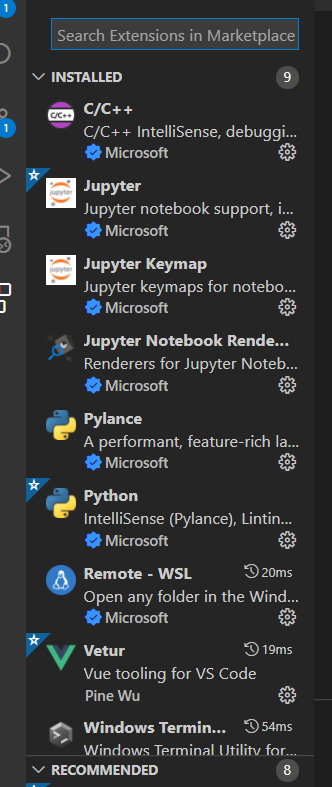 1
Search Extensions in Marketplace
INSTALLED 9
C/C++
C/C++ IntelliSense, debuggi...
Microsoft
1
Jupyter
Jupyter notebook support, i...
Microsoft
Jupyter Keymap
Jupyter keymaps for notebo...
Microsoft
Jupyter Notebook Rende...
Renderers for Jupyter Noteb...
Microsoft
Pylance
A performant, feature-rich la...
Microsoft
Python
IntelliSense (Pylance), Lintin...
Microsoft
Remote - WSL 20ms
Open any folder in the Wind...
Microsoft
Vetur 19ms
Vue tooling for VS Code
Pine Wu
Windows Termin... 54ms
Windows Terminal Utility for...
RECOMMENDED 8